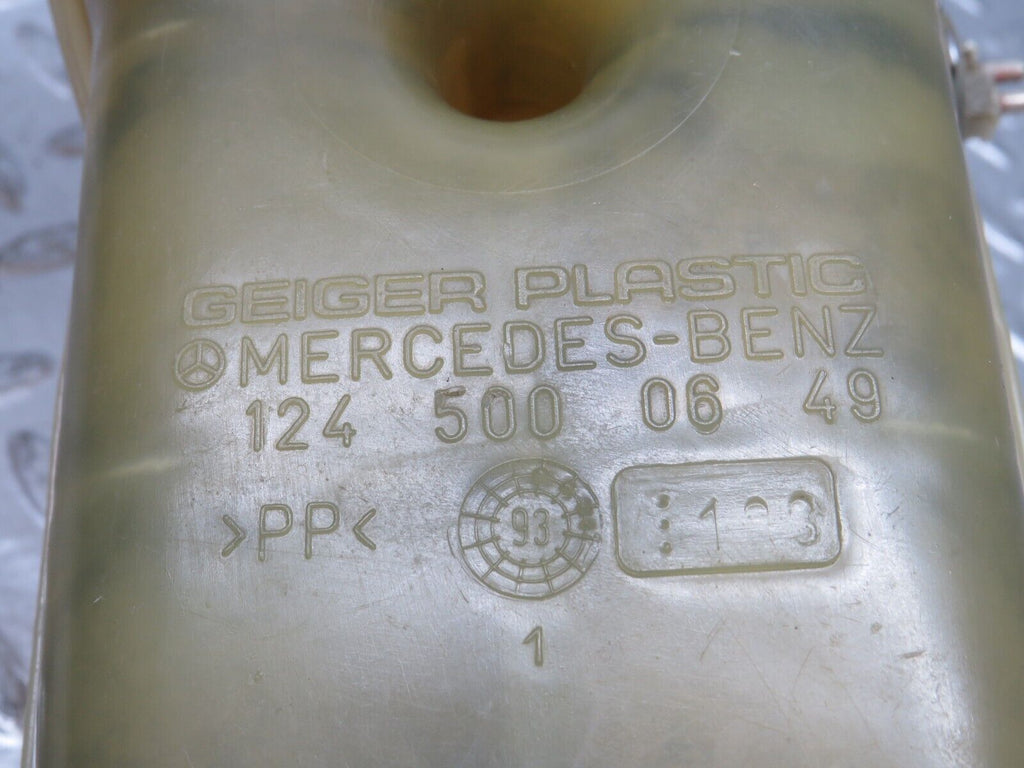 GEIGER PLASTIC
MERCEDES-BENZ
124 500 06 49
>PP<
93
1